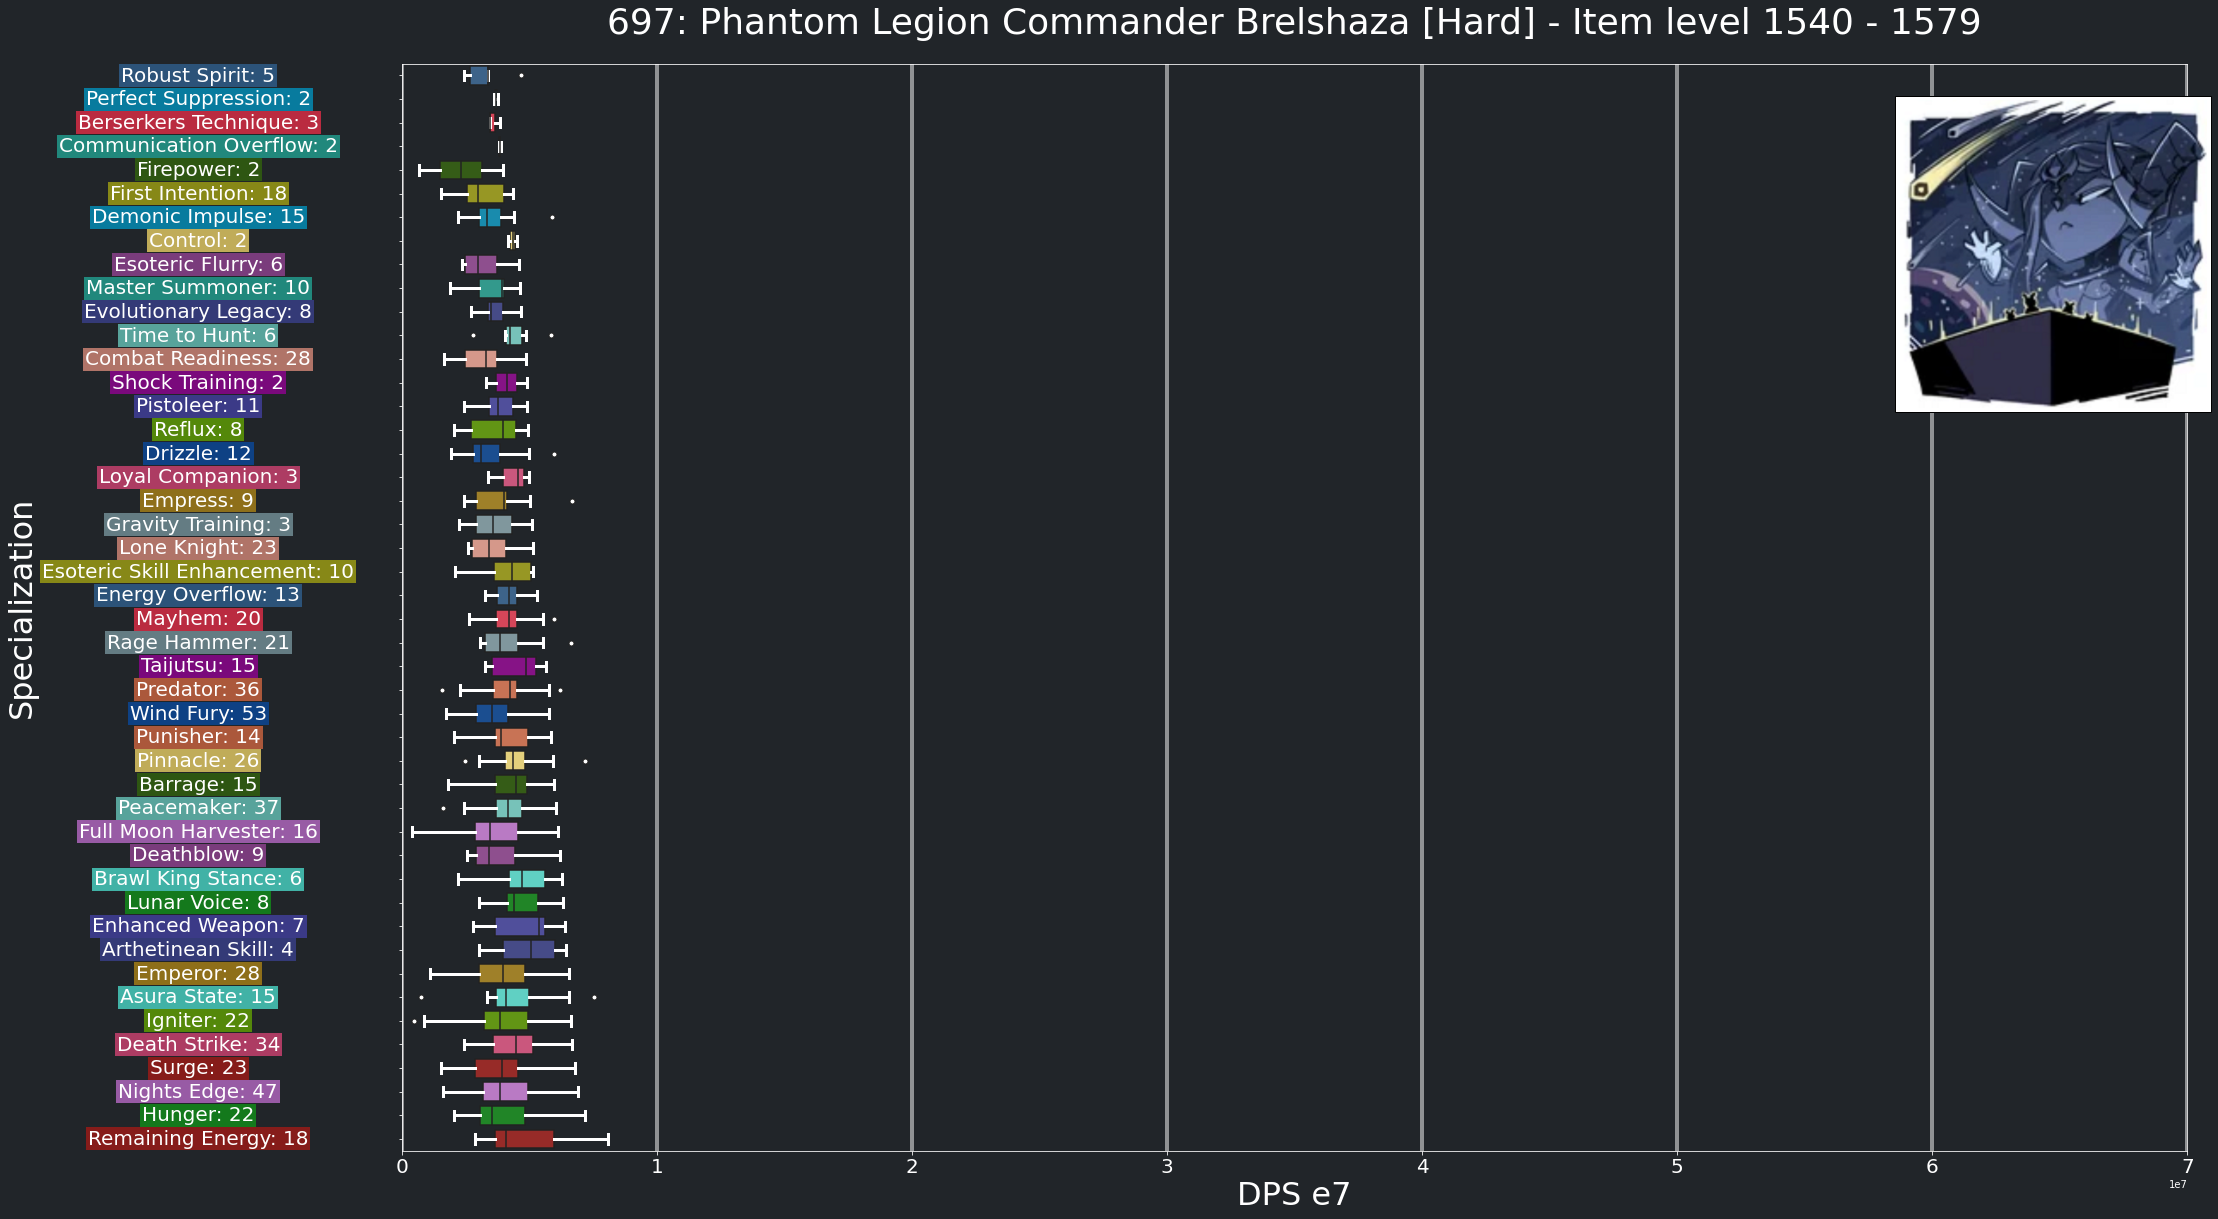 697: Phantom Legion Commander Brelshaza [Hard] - Item level 1540 - 1579
Robust Spirit: 5
Perfect Suppression: 2
Berserkers Technique: 3
Communication Overflow: 2
Firepower: 2
First Intention: 18
Demonic Impulse: 15
Control: 2
Esoteric Flurry: 6
Master Summoner: 10
Evolutionary Legacy: 8
Time to Hunt: 6
Combat Readiness: 28
Shock Training: 2
Pistoleer: 11
Reflux: 8
Drizzle: 12
Loyal Companion: 3
Empress: 9
Gravity Training: 3
Lone Knight: 23
Esoteric Skill Enhancement: 10
Energy Overflow: 13
Mayhem: 20
Rage Hammer: 21
Taijutsu: 15
Predator: 36
Wind Fury: 53
Punisher: 14
Pinnacle: 26
Barrage: 15
Peacemaker: 37
Full Moon Harvester: 16
Deathblow: 9
Brawl King Stance: 6
Lunar Voice: 8
Enhanced Weapon: 7
Arthetinean Skill: 4
Emperor: 28
Asura State: 15
Igniter: 22
Death Strike: 34
Surge: 23
Nights Edge: 47
Hunger: 22
Remaining Energy: 18
Specialization
0 1 2 3 4 5 6 7
1e7
DPS e7